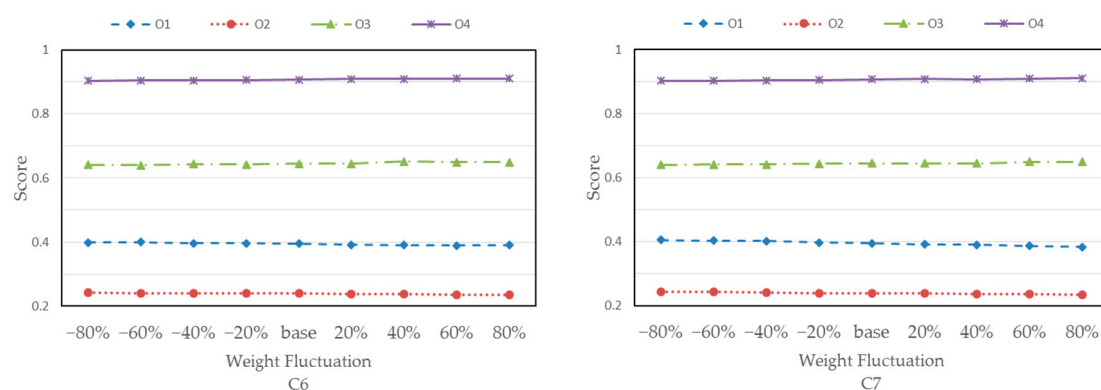 O1 O2 O3 O4
1
0.8
0.6
0.4
0.2
Score
−80% −60% −40% −20% base 20% 40% 60% 80%
Weight Fluctuation
C6
O1 O2 O3 O4
1
0.8
0.6
0.4
0.2
Score
−80% −60% −40% −20% base 20% 40% 60% 80%
Weight Fluctuation
C7